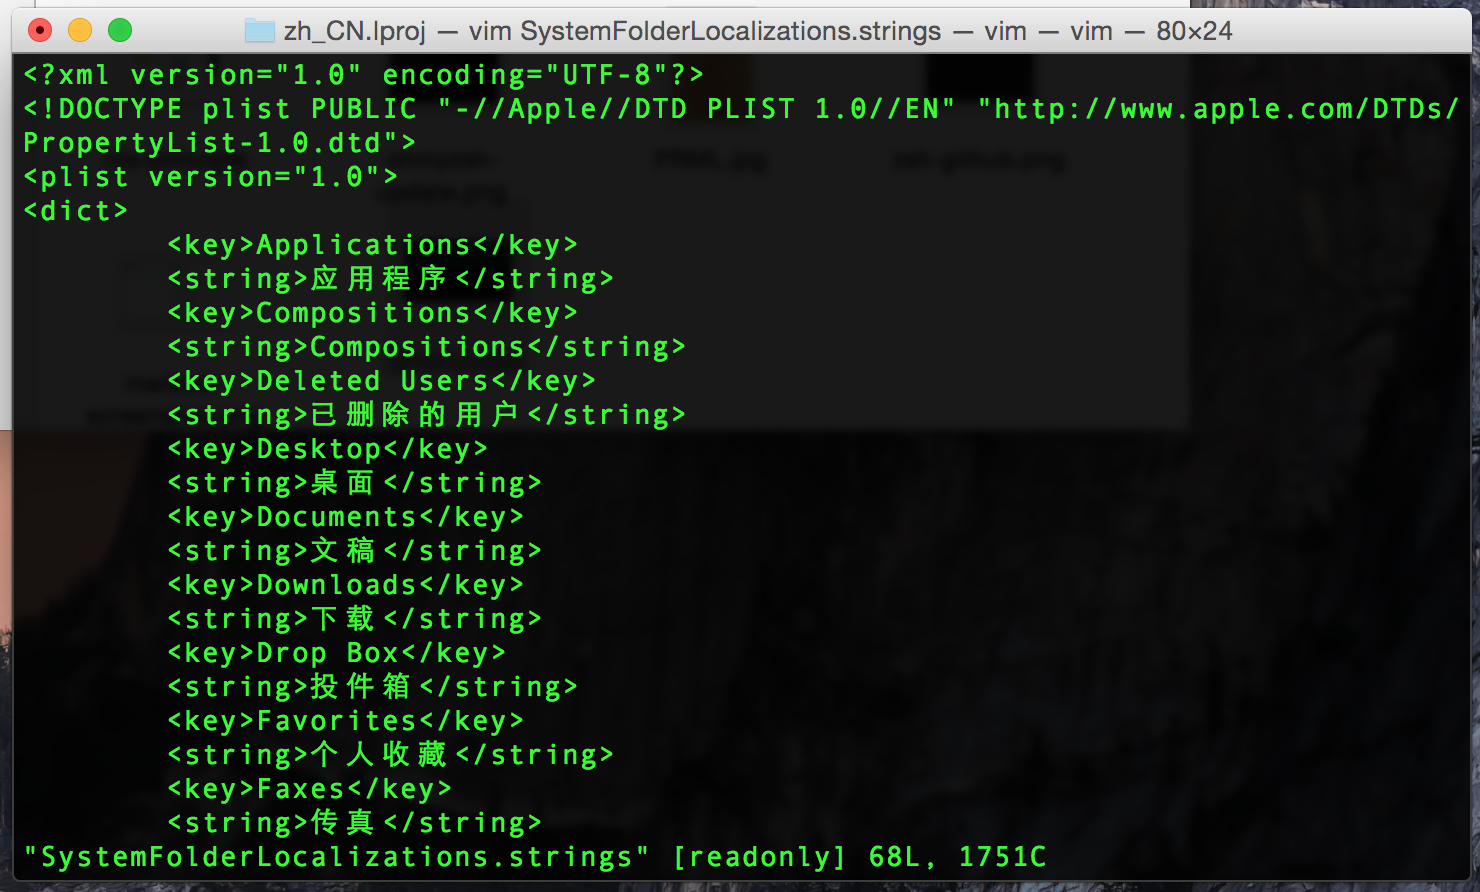 zh_CN.lproj — vim SystemFolderLocalizations.strings — vim — vim — 80×24
<?xml version="1.0" encoding="UTF-8"?>
<!DOCTYPE plist PUBLIC "-//Apple//DTD PLIST 1.0//EN" "http://www.apple.com/DTDs/
PropertyList-1.0.dtd">
<plist version="1.0">
<dict>
<key>Applications</key>
<string>应用程序</string>
<key>Compositions</key>
<string>Compositions</string>
<key>Deleted Users</key>
<string>已删除的用户</string>
<key>Desktop</key>
<string>桌面</string>
<key>Documents</key>
<string>文稿</string>
<key>Downloads</key>
<string>下载</string>
<key>Drop Box</key>
<string>投件箱</string>
<key>Favorites</key>
<string>个人收藏</string>
<key>Faxes</key>
<string>传真</string>
"SystemFolderLocalizations.strings" [readonly] 68L, 1751C